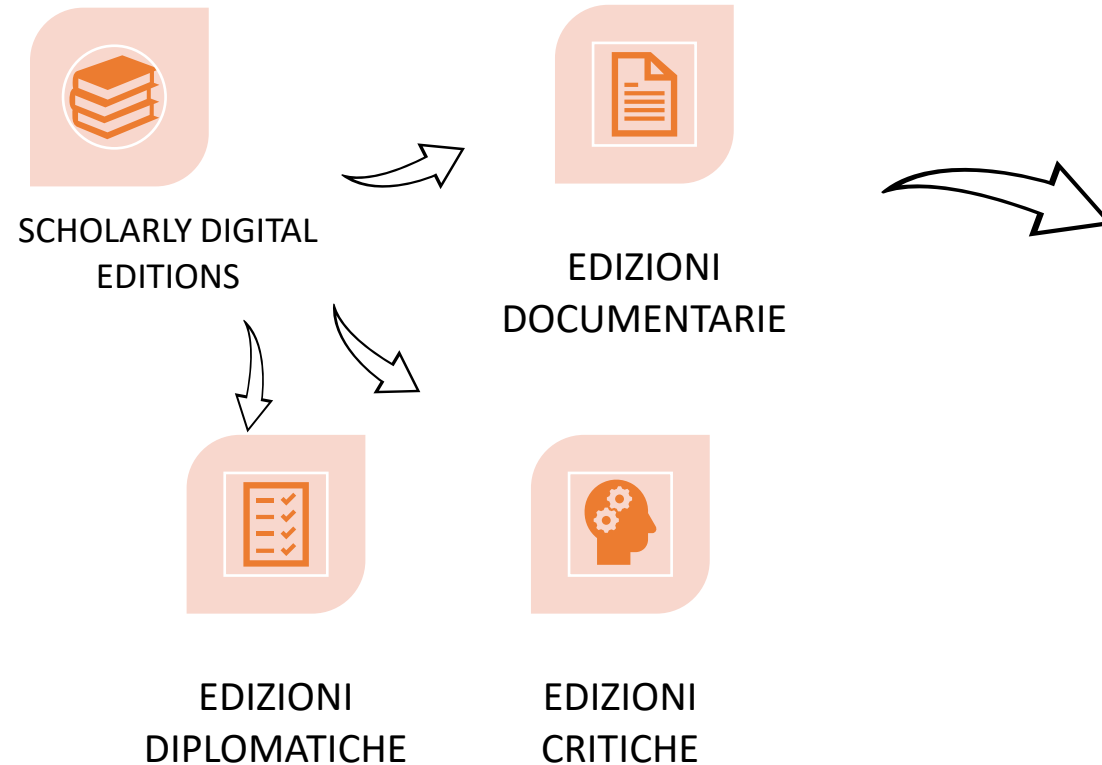 SCHOLARLY DIGITAL
EDITIONS
EDIZIONI
DOCUMENTARIE
EDIZIONI
DIPLOMATICHE
EDIZIONI
CRITICHE